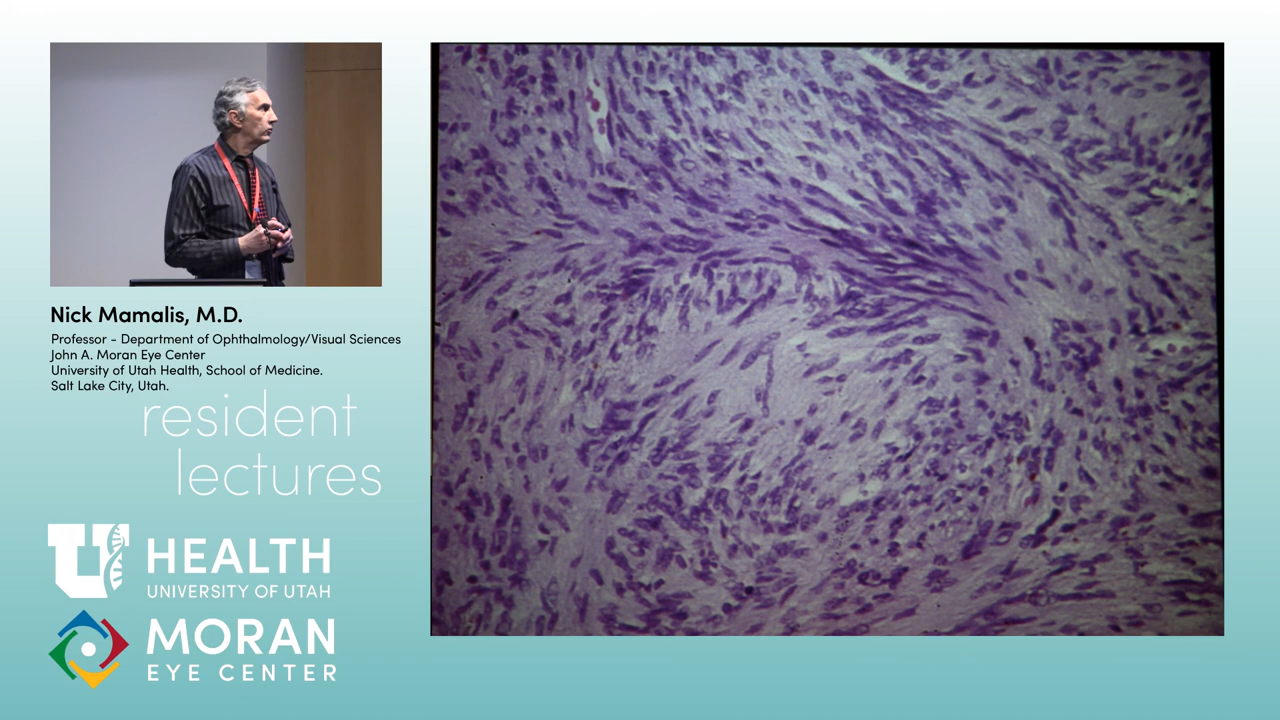 Nick Mamalis, M.D.
Professor - Department of Ophthalmology/Visual Sciences
John A. Moran Eye Center
University of Utah Health, School of Medicine.
Salt Lake City, Utah.
resident
lectures
U HEALTH
UNIVERSITY OF UTAH
MORAN
EYE CENTER